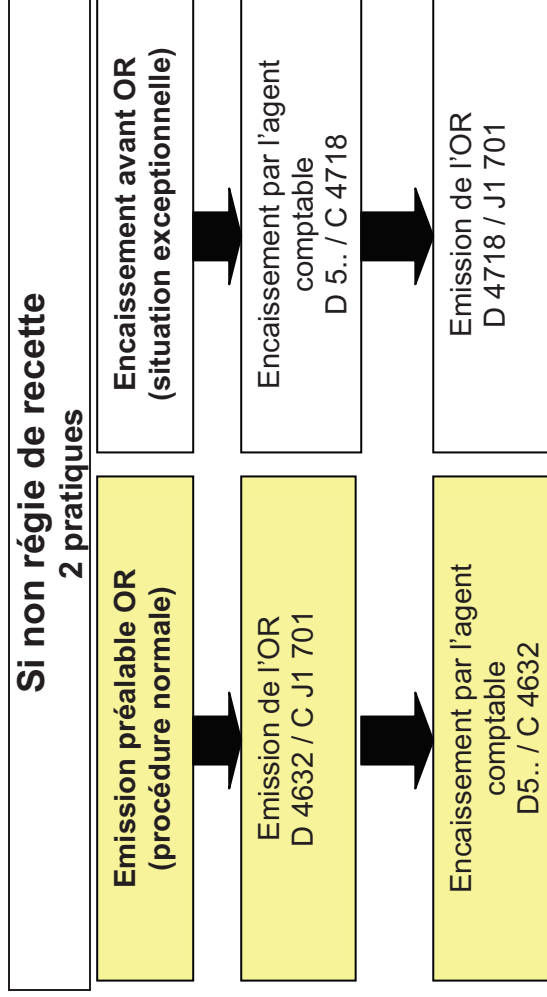 Si non régie de recette
2 pratiques
Emission préalable OR
(procédure normale)
Emission de l'OR
D 4632 / C J1 701
Encaissement par l'agent
comptable
D5.. / C 4632
Encaissement avant OR
(situation exceptionnelle)
Encaissement par l'agent
comptable
D 5.. / C 4718
Emission de l'OR
D 4718 / J1 701